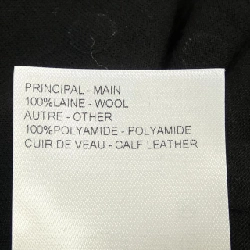 PRINCIPAL - MAIN
100%LAINE - WOOL
AUTRE - OTHER
100%POLYAMIDE - POLYAMIDE
CUIR DE VEAU - CALF LEATHER